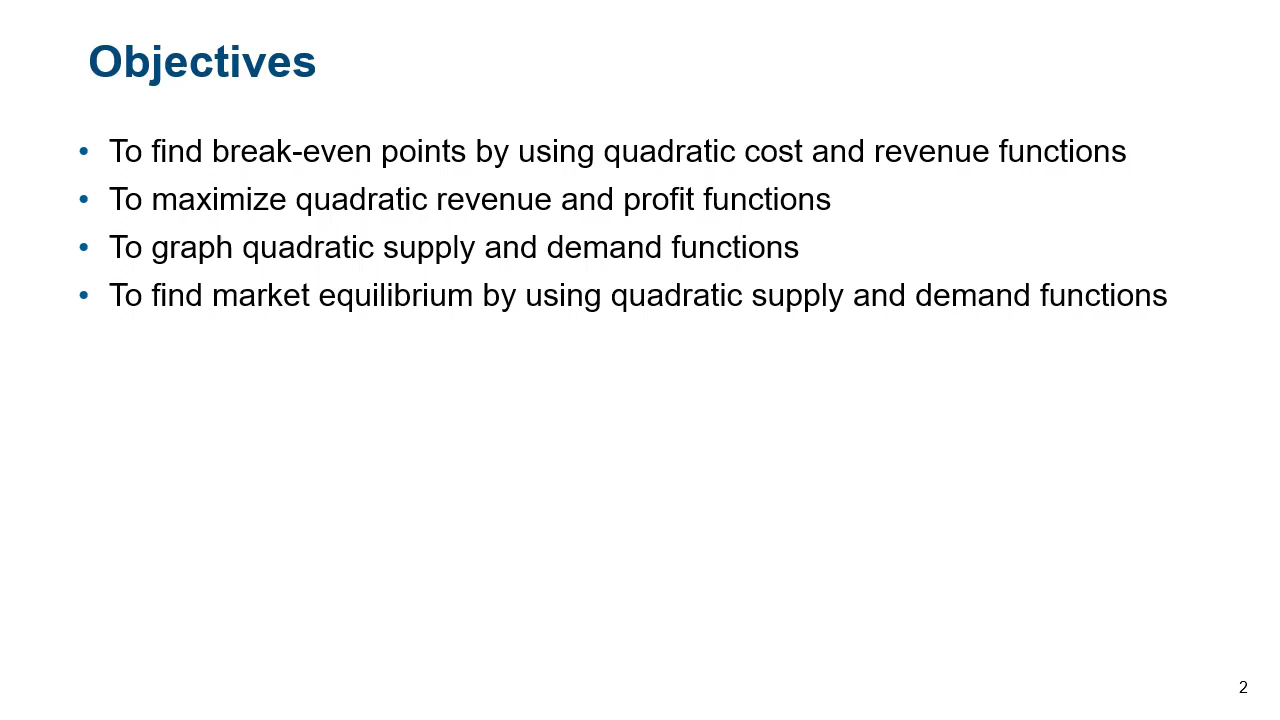 Objectives
• To find break-even points by using quadratic cost and revenue functions
• To maximize quadratic revenue and profit functions
• To graph quadratic supply and demand functions
• To find market equilibrium by using quadratic supply and demand functions
2